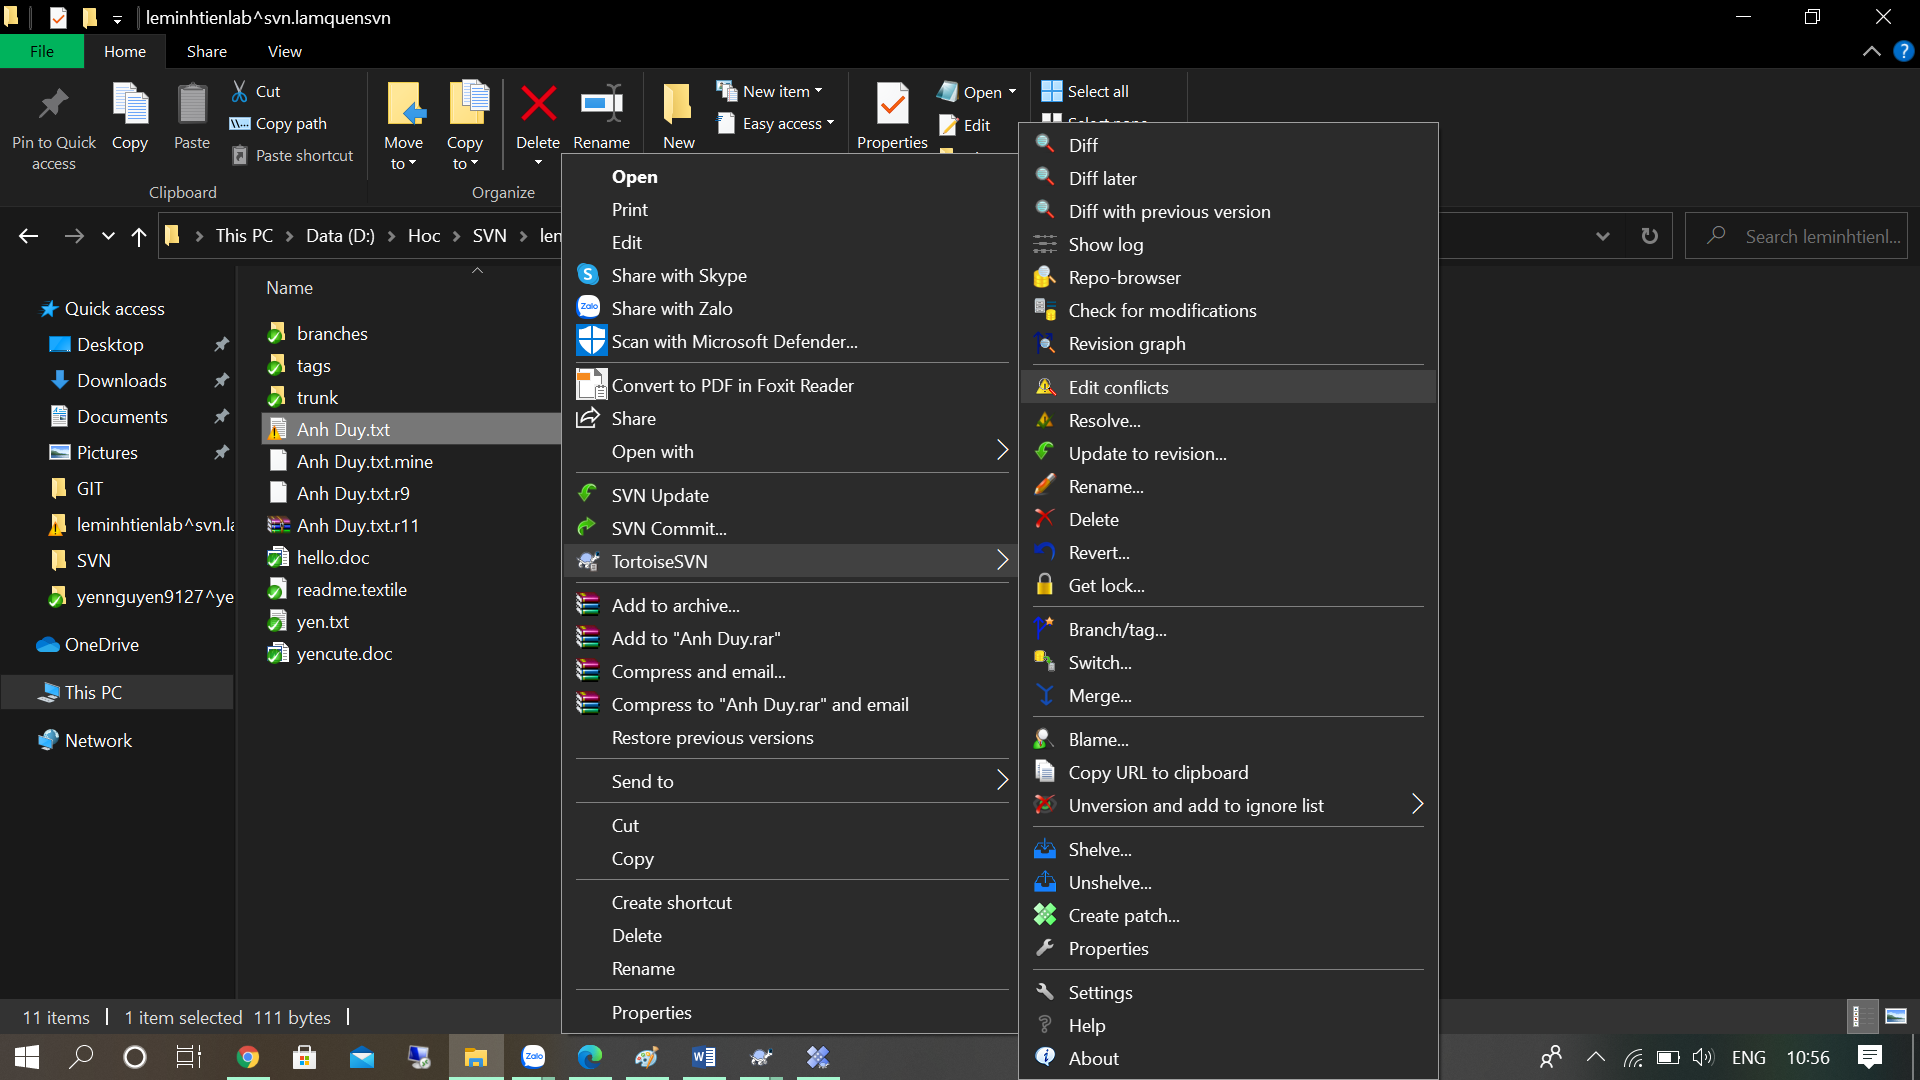 leminhtienlab^svn.lamquensvn
File Home Share View
Pin to Quick access
Copy
Paste
Cut
Copy path
Paste shortcut
Clipboard
Move to
Copy to
Delete
Rename
Organize
New
New item
Easy access
Properties
Open
Edit
Select all
Select none
This PC > Data (D:) > Hoc > SVN >
Search leminhtienl...
Quick access
Desktop
Downloads
Documents
Pictures
GIT
leminhtienlab^svn.la
SVN
yennguyen9127^ye
OneDrive
This PC
Network
Name
branches
tags
trunk
Anh Duy.txt
Anh Duy.txt.mine
Anh Duy.txt.r9
Anh Duy.txt.r11
hello.doc
readme.textile
yen.txt
yencute.doc
Open
Print
Edit
Share with Skype
Share with Zalo
Scan with Microsoft Defender...
Convert to PDF in Foxit Reader
Share
Open with
SVN Update
SVN Commit...
TortoiseSVN
Add to archive...
Add to "Anh Duy.rar"
Compress and email...
Compress to "Anh Duy.rar" and email
Restore previous versions
Send to
Cut
Copy
Create shortcut
Delete
Rename
Properties
Diff
Diff later
Diff with previous version
Show log
Repo-browser
Check for modifications
Revision graph
Edit conflicts
Resolve...
Update to revision...
Rename...
Delete
Revert...
Get lock...
Branch/tag...
Switch...
Merge...
Blame...
Copy URL to clipboard
Unversion and add to ignore list
Shelve...
Unshelve...
Create patch...
Properties
Settings
Help
About
11 items 1 item selected 111 bytes
ENG 10:56